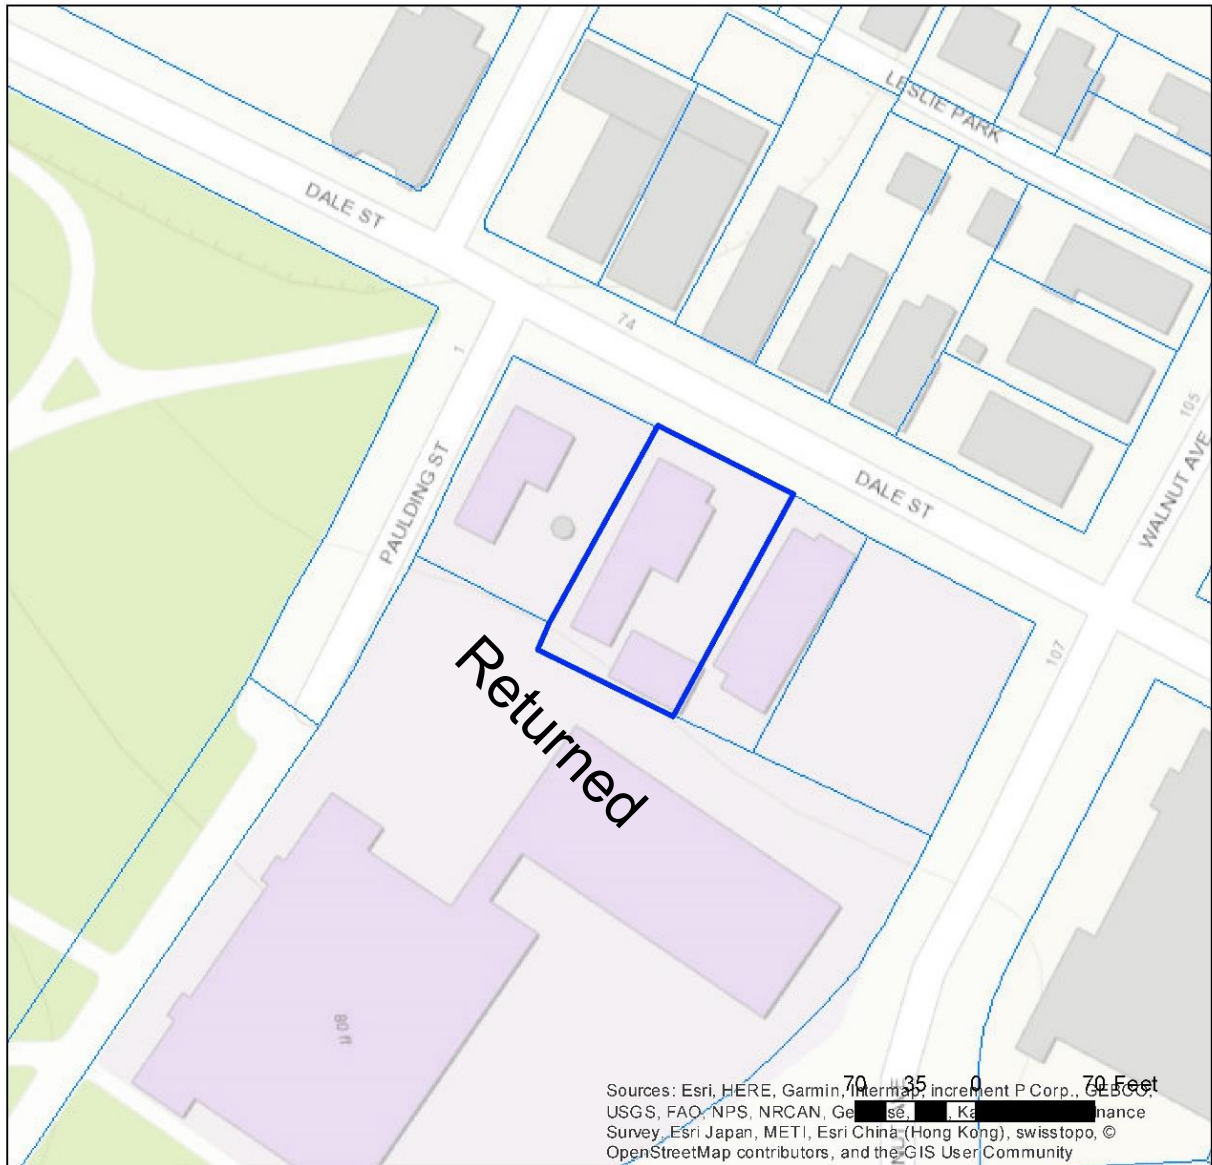 LESLIE PARK
DALE ST
74
1
105
PAULDING ST
DALE ST
WALNUT AVE
107
Returned
80 ft
70 35 0 70 Feet
Sources: Esri, HERE, Garmin, Intermap, increment P Corp., GEBCO,
USGS, FAO, NPS, NRCAN,
Survey, Esri Japan, METI, Esri China (Hong Kong), swisstopo, ©
OpenStreetMap contributors, and the GIS User Community